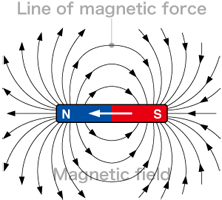 Line of magnetic force
N S
Magnetic field